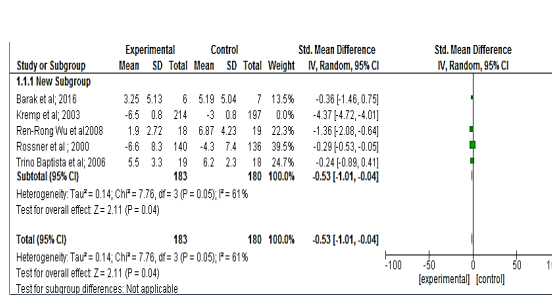 Experimental Control Std. Mean Difference Std. Mean Difference
Study or Subgroup Mean SD Total Mean SD Total Weight IV, Random, 95% CI IV, Random, 95% CI
1.1.1 New Subgroup
Barak et al; 2016 3.25 5.13 6 5.19 5.04 7 13.5% -0.36 [-1.46, 0.75]
Kremp et al; 2003 -6.5 0.8 214 -3 0.8 197 0.0% -4.37 [-4.72, -4.01]
Ren-Rong Wu et al2008 1.9 2.72 18 6.87 4.23 19 22.9% -1.36 [-2.08, -0.64]
Rossner et al ; 2000 -6.6 8.3 140 -4.3 7.4 136 39.5% -0.29 [-0.53, -0.05]
Trino Baptista et al; 2006 5.5 3.3 19 6.2 2.3 18 24.1% -0.24 [-0.89, 0.41]
Subtotal (95% CI) 183 180 100.0% -0.53 [-1.01, -0.04]
Heterogeneity: Tau² = 0.14; Chi² = 7.76, df = 3 (P = 0.05); I² = 61%
Test for overall effect: Z = 2.11 (P = 0.04)
Total (95% CI) 183 180 100.0% -0.53 [-1.01, -0.04]
Heterogeneity: Tau² = 0.14; Chi² = 7.76, df = 3 (P = 0.05); I² = 61%
Test for overall effect: Z = 2.11 (P = 0.04)
Test for subgroup differences: Not applicable
-100 -50 0 50
[experimental] [control]